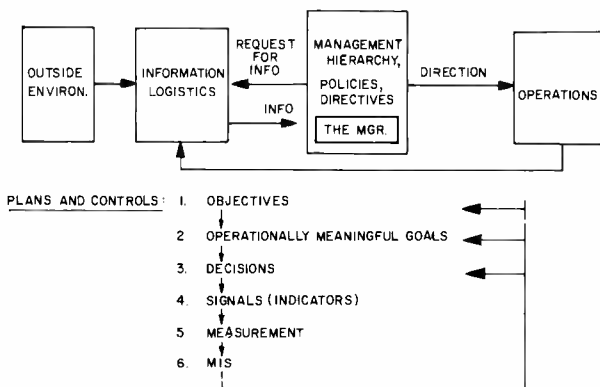 OUTSIDE
ENVIRON.
INFORMATION
LOGISTICS
REQUEST
FOR
INFO
INFO
MANAGEMENT
HIERARCHY,
POLICIES,
DIRECTIVES
THE MGR.
DIRECTION
OPERATIONS
PLANS AND CONTROLS:
1. OBJECTIVES
2 OPERATIONALLY MEANINGFUL GOALS
3. DECISIONS
4. SIGNALS (INDICATORS)
5 MEASUREMENT
6. MIS